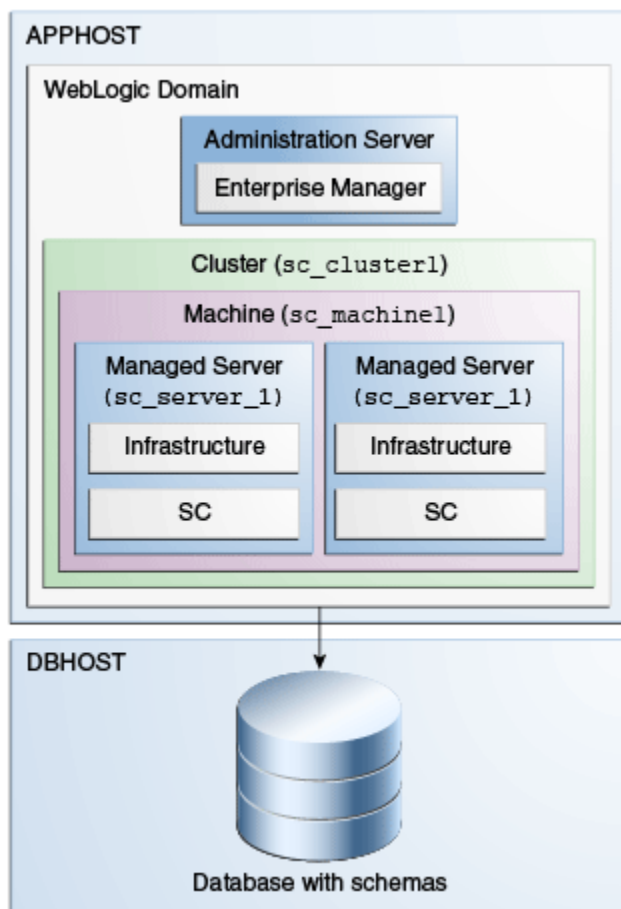 APPHOST
WebLogic Domain
Administration Server
Enterprise Manager
Cluster (sc_cluster1)
Machine (sc_machine1)
Managed Server
(sc_server_1)
Infrastructure
SC
Managed Server
(sc_server_1)
Infrastructure
SC
DBHOST
Database with schemas